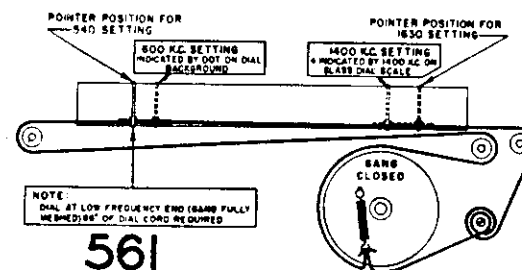 POINTER POSITION FOR
540 SETTING
POINTER POSITION FOR
1630 SETTING
600 K.C. SETTING
INDICATED BY DOT ON DIAL
BACKGROUND
1400 K.C. SETTING
INDICATED BY 1400 K.C. ON
GLASS DIAL SCALE
GANG
CLOSED
NOTE:
DIAL AT LOW FREQUENCY END (GANG FULLY
OF DIAL CORD REQUIRED
561